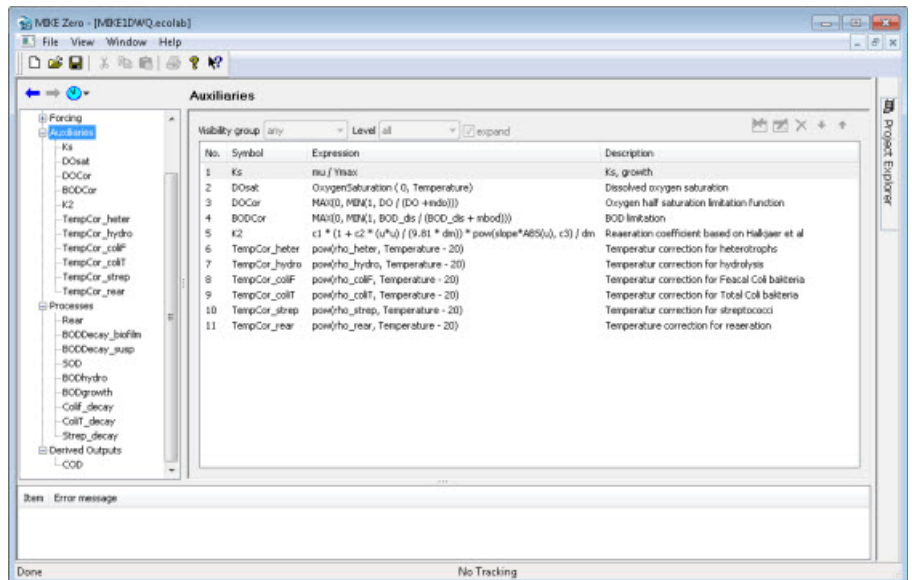 MIKE Zero - [MIKE1DWQ.ecolab]
File View Window Help
Auxiliaries
Forcing
Auxiliaries
Ks
DOsat
DOCor
BODCor
K2
TempCor_heter
TempCor_hydro
TempCor_coliF
TempCor_coliT
TempCor_strep
TempCor_rear
Processes
Rear
BODDecay_biofilm
BODDecay_susp
SOD
BODhydro
BODgrowth
Colif_decay
ColiT_decay
Strep_decay
Derived Outputs
COD
Visibility group any Level all expand
No. Symbol Expression Description
1 Ks mu / Ymax Ks, growth
2 DOsat OxygenSaturation ( 0, Temperature) Dissolved oxygen saturation
3 DOCor MAX(0, MIN(1, DO / (DO +mdo))) Oxygen half saturation limitation function
4 BODCor MAX(0, MIN(1, BOD_dis / (BOD_dis + mbod))) BOD limitation
5 K2 c1 * (1 + c2 * (u*u) / (9.81 * dm)) * pow(slope*ABS(u), c3) / dm Reaeration coefficient based on Halkjaer et al
6 TempCor_heter pow(rho_heter, Temperature - 20) Temperatur correction for heterotrophs
7 TempCor_hydro pow(rho_hydro, Temperature - 20) Temperatur correction for hydrolysis
8 TempCor_coliF pow(rho_coliF, Temperature - 20) Temperatur correction for Feacal Coli bakteria
9 TempCor_coliT pow(rho_coliT, Temperature - 20) Temperatur correction for Total Coli bakteria
10 TempCor_strep pow(rho_strep, Temperature - 20) Temperatur correction for streptococci
11 TempCor_rear pow(rho_rear, Temperature - 20) Temperature correction for reaeration
Project Explorer
Item Error message
Done No Tracking